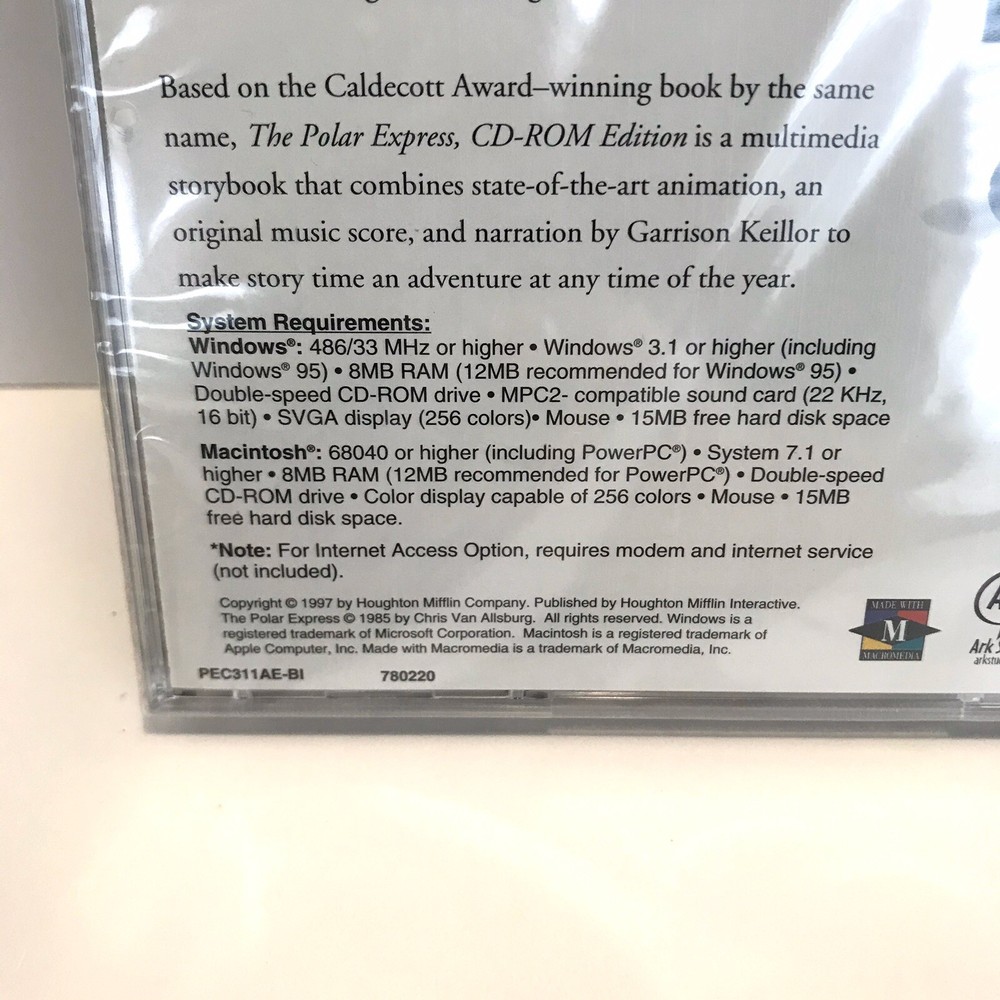 Based on the Caldecott Award–winning book by the same
name, The Polar Express, CD-ROM Edition is a multimedia
storybook that combines state-of-the-art animation, an
original music score, and narration by Garrison Keillor to
make story time an adventure at any time of the year.
System Requirements:
Windows®: 486/33 MHz or higher • Windows® 3.1 or higher (including
Windows® 95) • 8MB RAM (12MB recommended for Windows® 95) •
Double-speed CD-ROM drive • MPC2- compatible sound card (22 KHz,
16 bit) • SVGA display (256 colors)• Mouse • 15MB free hard disk space
Macintosh®: 68040 or higher (including PowerPC®) • System 7.1 or
higher • 8MB RAM (12MB recommended for PowerPC®) • Double-speed
CD-ROM drive • Color display capable of 256 colors • Mouse • 15MB
free hard disk space.
*Note: For Internet Access Option, requires modem and internet service
(not included).
Copyright © 1997 by Houghton Mifflin Company. Published by Houghton Mifflin Interactive.
The Polar Express © 1985 by Chris Van Allsburg. All rights reserved. Windows is a
registered trademark of Microsoft Corporation. Macintosh is a registered trademark of
Apple Computer, Inc. Made with Macromedia is a trademark of Macromedia, Inc.
PEC311AE-BI 780220
MADE WITH
M
MACROMEDIA
Ark